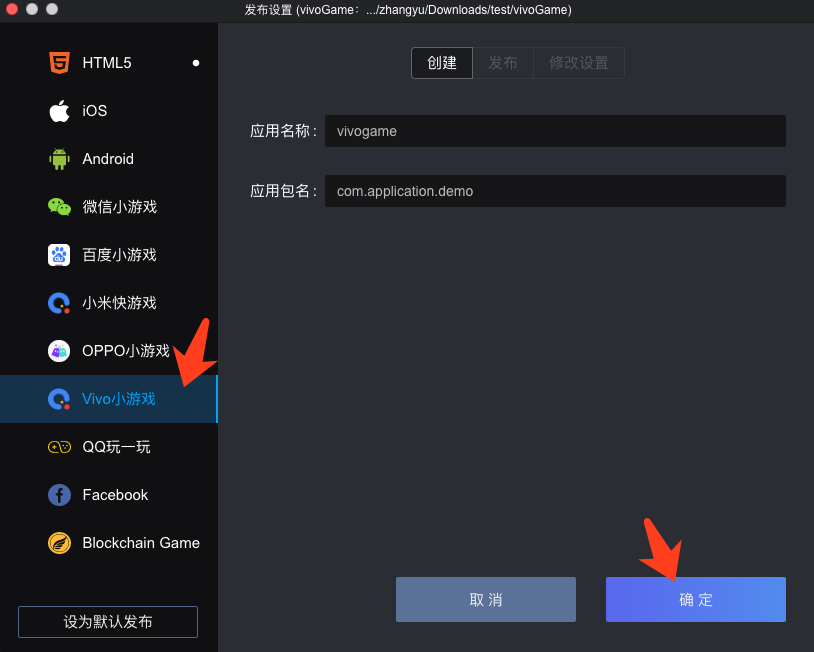 发布设置 (vivoGame：.../zhangyu/Downloads/test/vivoGame)
HTML5
iOS
Android
微信小游戏
百度小游戏
小米快游戏
OPPO小游戏
Vivo小游戏
QQ玩一玩
Facebook
Blockchain Game
设为默认发布
创建 发布 修改设置
应用名称 : vivogame
应用包名 : com.application.demo
取 消 确 定